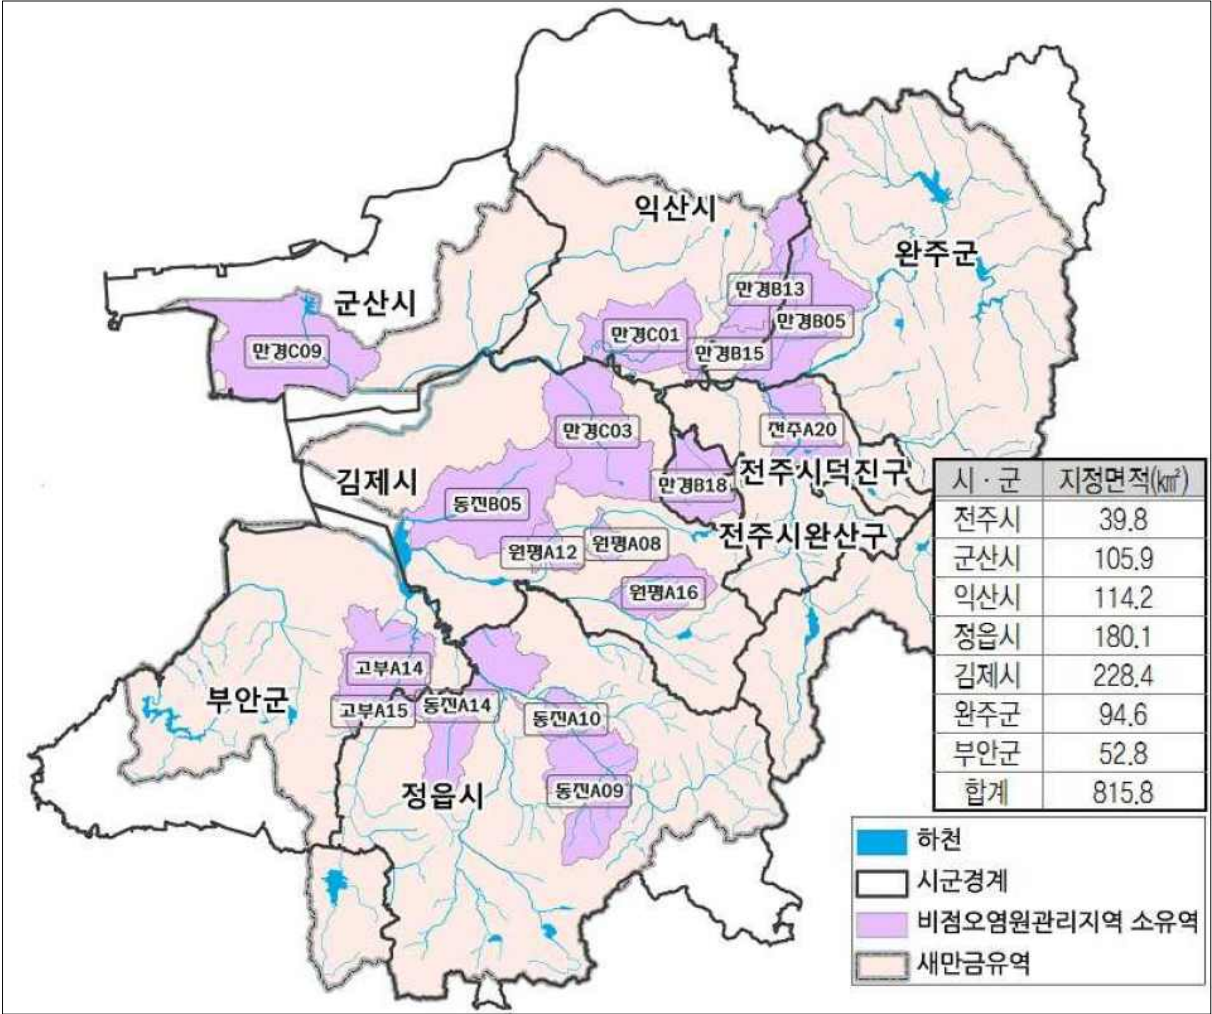 익산시
완주군
만경B13
군산시
만경B05
만경C01
만경B15
만경C09
만경C03
전주A20
전주시덕진구
김제시
만경B18
동진B05
전주시완산구
원평A12
원평A08
원평A16
고부A14
부안군
고부A15
동진A14
동진A10
정읍시
동진A09
시·군 지정면적(㎢)
전주시 39.8
군산시 105.9
익산시 114.2
정읍시 180.1
김제시 228.4
완주군 94.6
부안군 52.8
합계 815.8
하천
시군경계
비점오염원관리지역 소유역
새만금유역